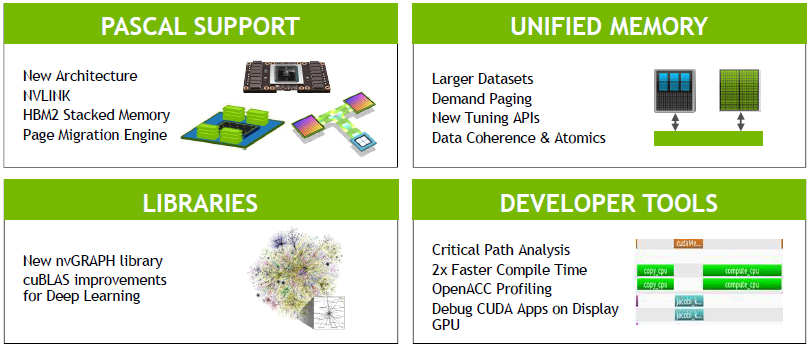 PASCAL SUPPORT
New Architecture
NVLINK
HBM2 Stacked Memory
Page Migration Engine
UNIFIED MEMORY
Larger Datasets
Demand Paging
New Tuning APIs
Data Coherence & Atomics
LIBRARIES
New nvGRAPH library
cuBLAS improvements
for Deep Learning
DEVELOPER TOOLS
Critical Path Analysis
2x Faster Compile Time
OpenACC Profiling
Debug CUDA Apps on Display
GPU
cudaMe...
copy_cpu
compute_cpu
copy_cpu
compute_cpu
jacobi_k...
jacobi_k...